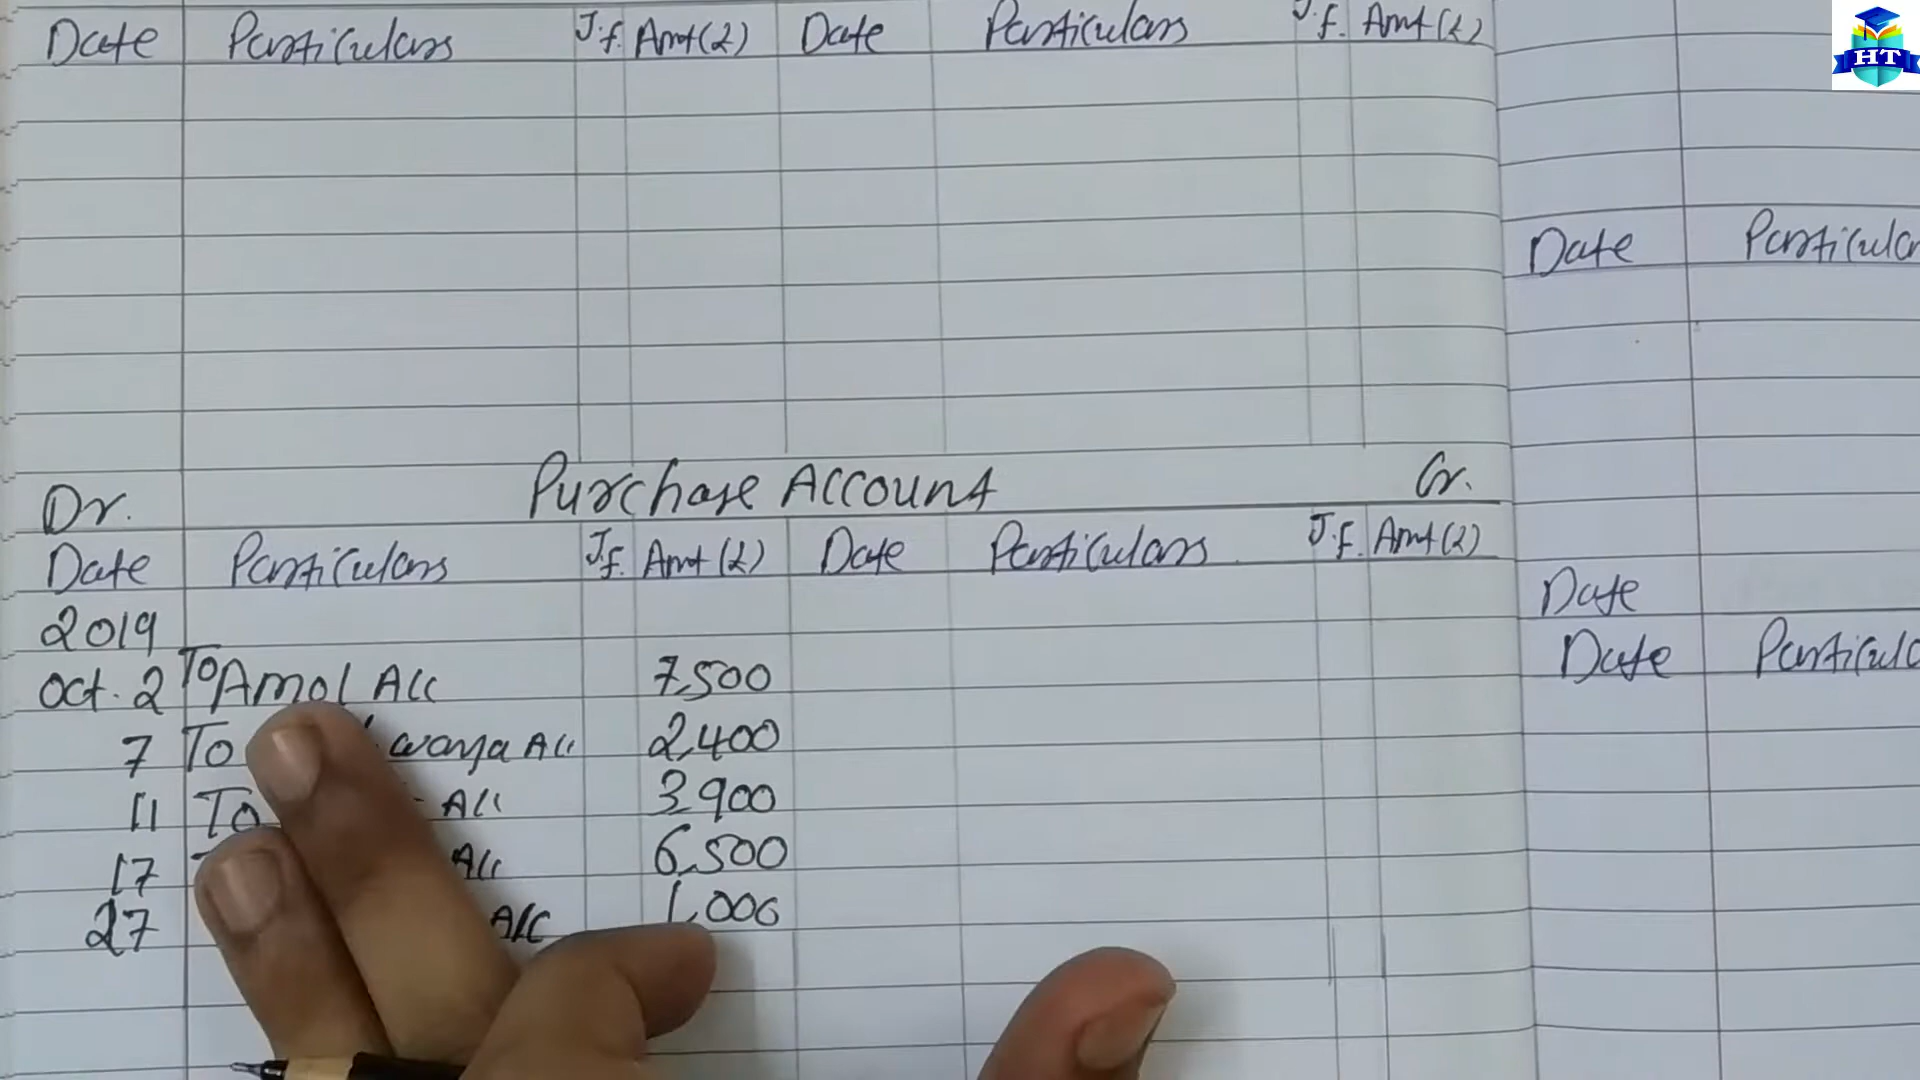 Date Particulars J.f. Amt(₹) Date Particulars J.f. Amt(₹)
HT
Date Particular
Dr. Purchase Account Cr.
Date Particulars J.f. Amt(₹) Date Particulars J.f. Amt(₹)
Date
2019
Date Particula
Oct. 2 To Amol A/c 7,500
7 To A/c 2,400
11 To A/c 3,900
17 A/c 6,500
27 A/c 1,000